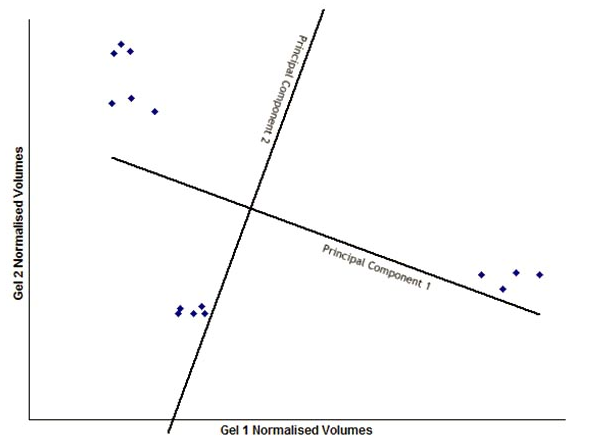 Principal Component 2
Gel 2 Normalised Volumes
Principal Component 1
Gel 1 Normalised Volumes